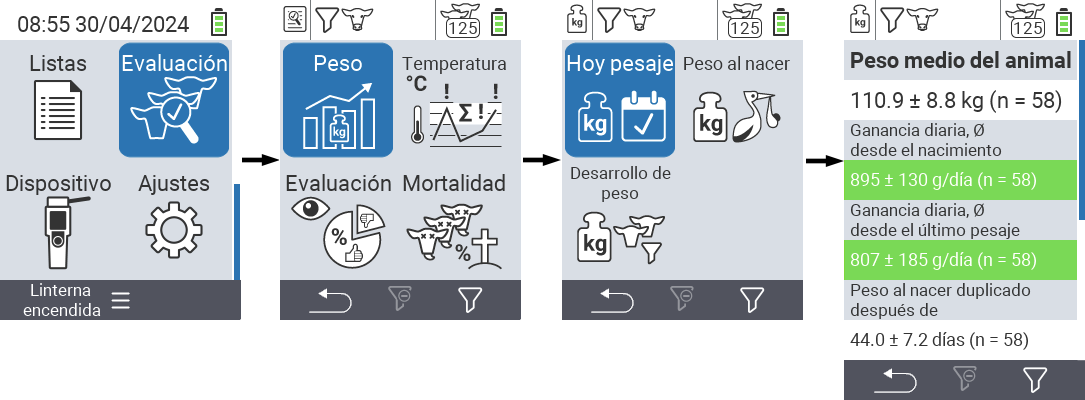 08:55 30/04/2024
Listas
Evaluación
Dispositivo
Ajustes
Linterna
encendida
125
Peso
kg
Temperatura
°C
! !
Σ!
Evaluación
%
Mortalidad
%
kg
125
Hoy pesaje
kg
Peso al nacer
kg
Desarrollo de
peso
kg
kg
125
Peso medio del animal
110.9 ± 8.8 kg (n = 58)
Ganancia diaria, Ø
desde el nacimiento
895 ± 130 g/día (n = 58)
Ganancia diaria, Ø
desde el último pesaje
807 ± 185 g/día (n = 58)
Peso al nacer duplicado
después de
44.0 ± 7.2 días (n = 58)